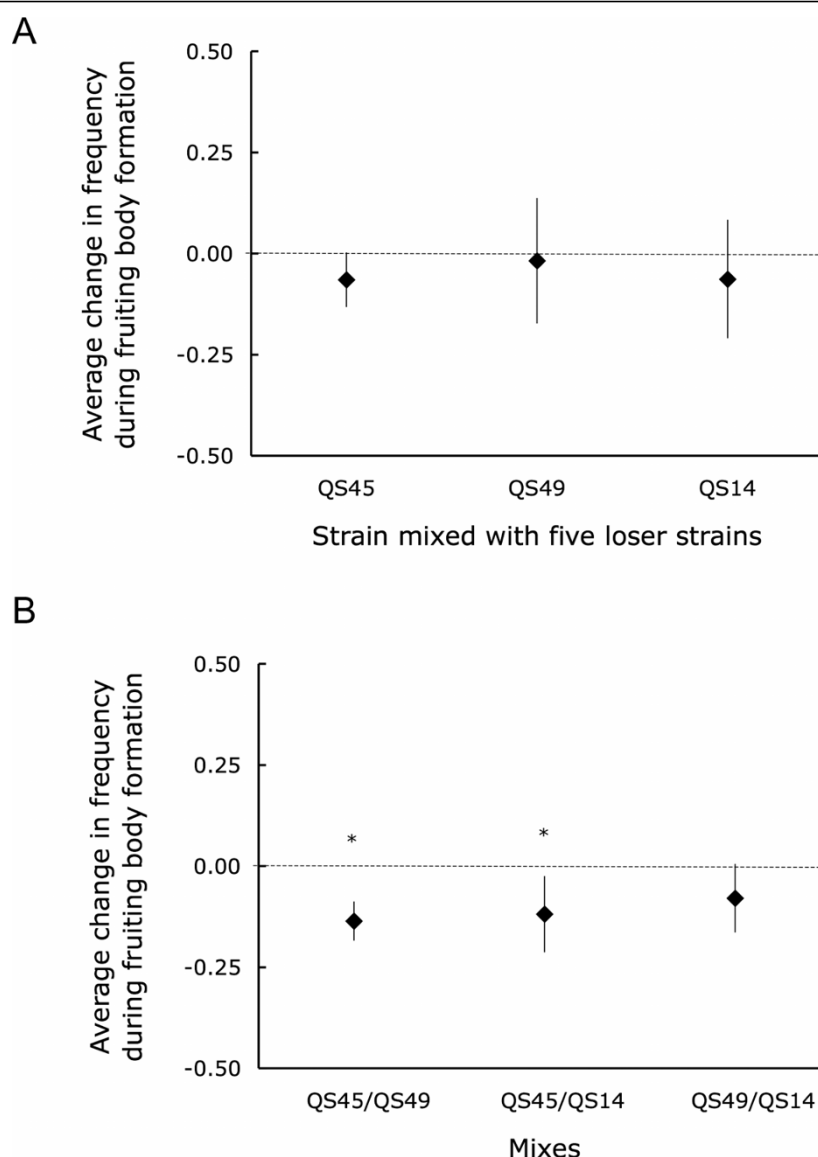 A
Average change in frequency
during fruiting body formation
0.50
0.25
0.00
-0.25
-0.50
QS45 QS49 QS14
Strain mixed with five loser strains
B
Average change in frequency
during fruiting body formation
0.50
0.25
* *
0.00
-0.25
-0.50
QS45/QS49 QS45/QS14 QS49/QS14
Mixes